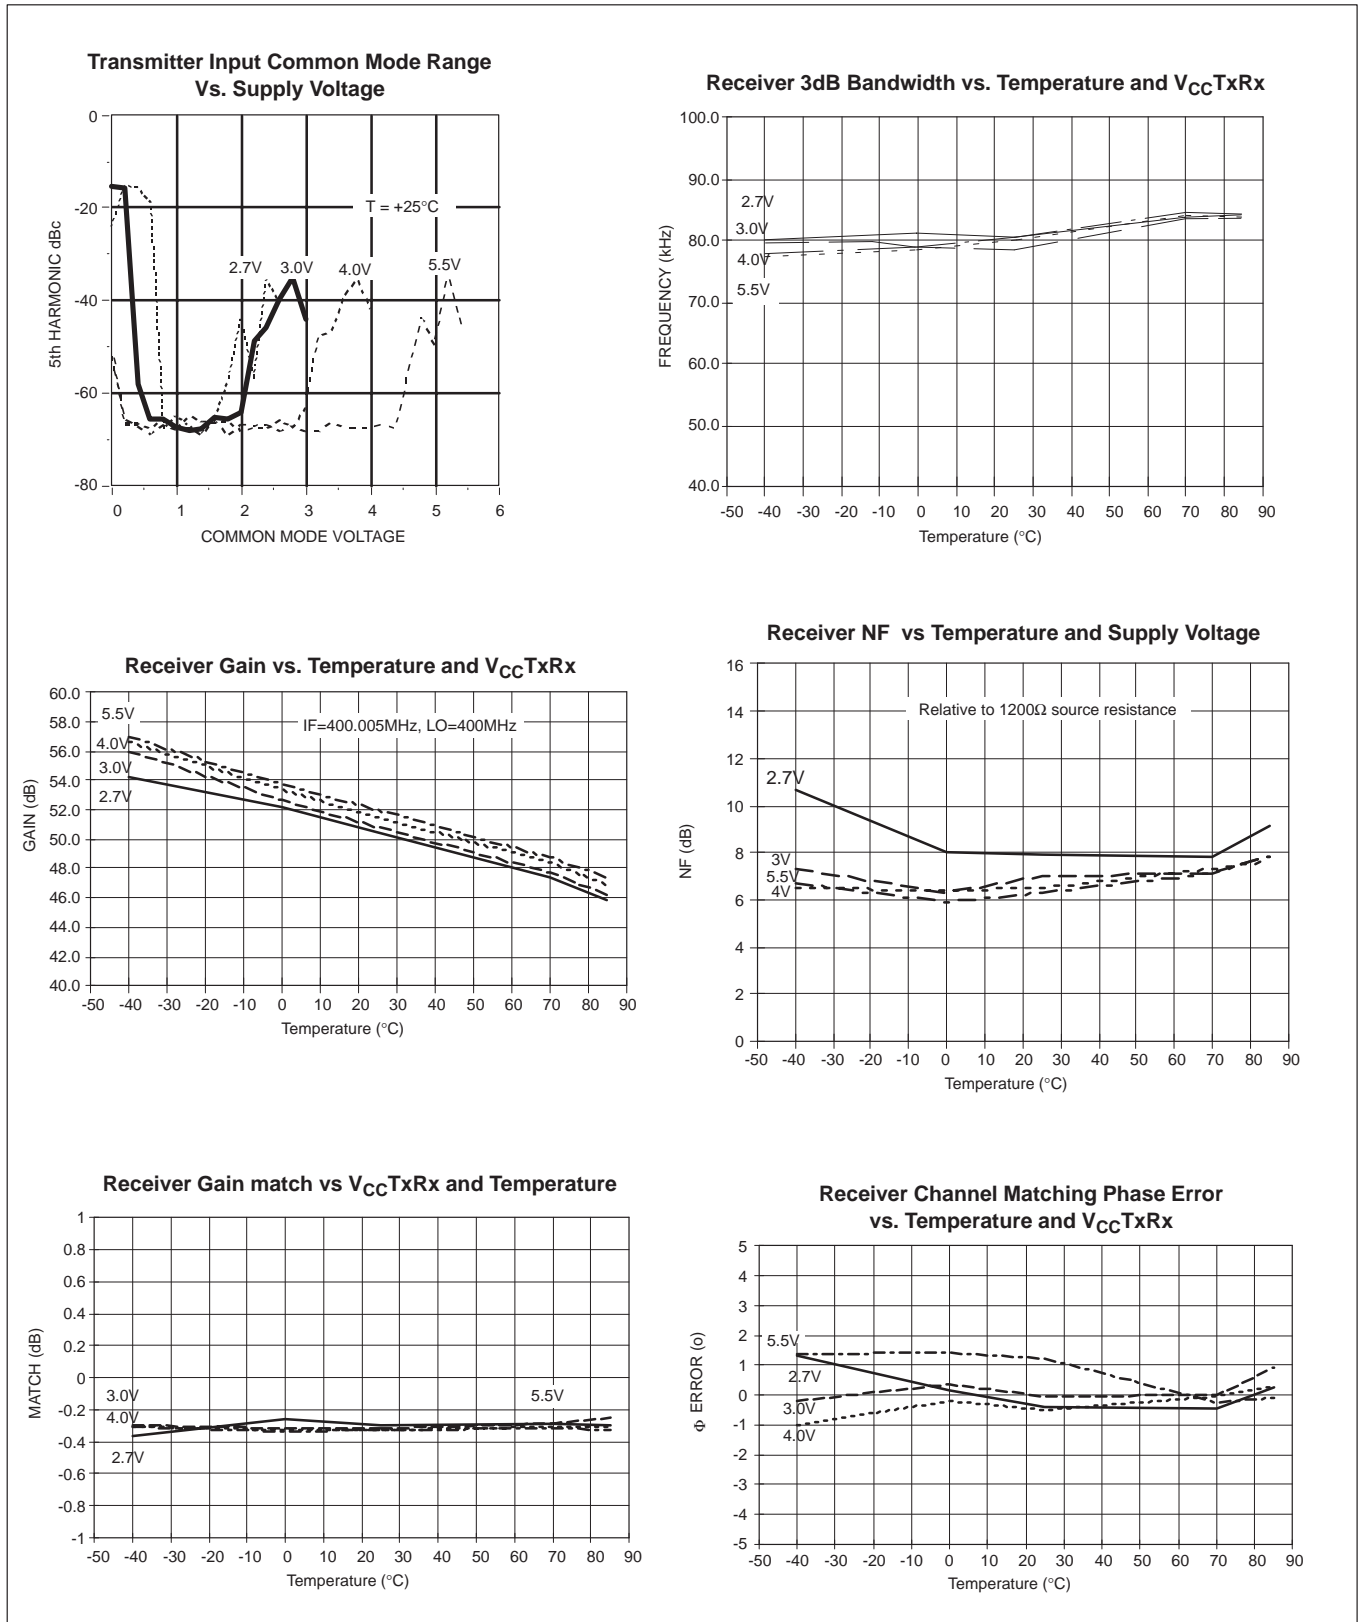 Transmitter Input Common Mode Range
Vs. Supply Voltage
0
-20
-40
-60
-80
5th HARMONIC dBc
T = +25°C
2.7V 3.0V 4.0V 5.5V
0 1 2 3 4 5 6
COMMON MODE VOLTAGE
Receiver 3dB Bandwidth vs. Temperature and VCCTxRx
100.0
90.0
80.0
70.0
60.0
50.0
40.0
FREQUENCY (kHz)
2.7V
3.0V
4.0V
5.5V
-50 -40 -30 -20 -10 0 10 20 30 40 50 60 70 80 90
Temperature (°C)
Receiver Gain vs. Temperature and VCCTxRx
60.0
58.0
56.0
54.0
52.0
50.0
48.0
46.0
44.0
42.0
40.0
GAIN (dB)
5.5V
4.0V
3.0V
2.7V
IF=400.005MHz, LO=400MHz
-50 -40 -30 -20 -10 0 10 20 30 40 50 60 70 80 90
Temperature (°C)
Receiver NF vs Temperature and Supply Voltage
16
14
12
10
8
6
4
2
0
NF (dB)
Relative to 1200Ω source resistance
2.7V
3V
5.5V
4V
-50 -40 -30 -20 -10 0 10 20 30 40 50 60 70 80 90
Temperature (°C)
Receiver Gain match vs VCCTxRx and Temperature
1
0.8
0.6
0.4
0.2
0
-0.2
-0.4
-0.6
-0.8
-1
MATCH (dB)
3.0V
4.0V
2.7V
5.5V
-50 -40 -30 -20 -10 0 10 20 30 40 50 60 70 80 90
Temperature (°C)
Receiver Channel Matching Phase Error
vs. Temperature and VCCTxRx
5
4
3
2
1
0
-1
-2
-3
-4
-5
Φ ERROR (o)
5.5V
2.7V
3.0V
4.0V
-50 -40 -30 -20 -10 0 10 20 30 40 50 60 70 80 90
Temperature (°C)